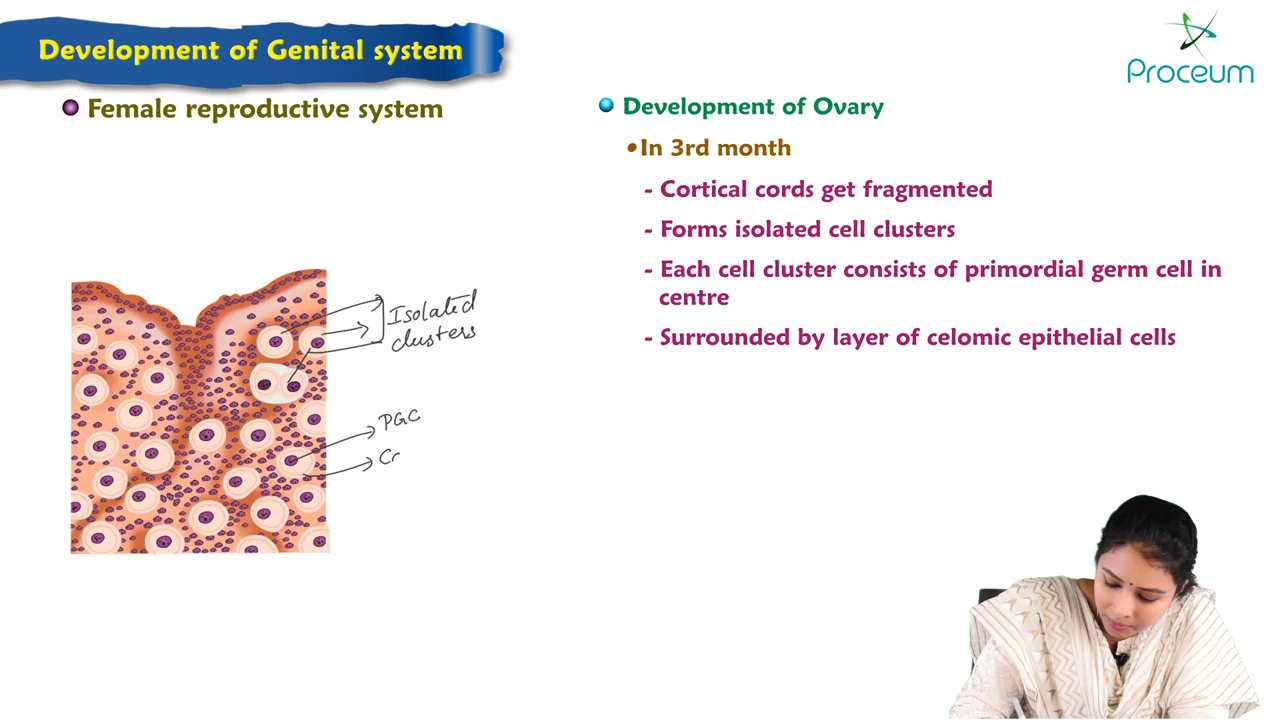 Development of Genital system
Proceum
Female reproductive system
Development of Ovary
•In 3rd month
- Cortical cords get fragmented
- Forms isolated cell clusters
- Each cell cluster consists of primordial germ cell in
centre
- Surrounded by layer of celomic epithelial cells
Isolated
clusters
PGC
Cr